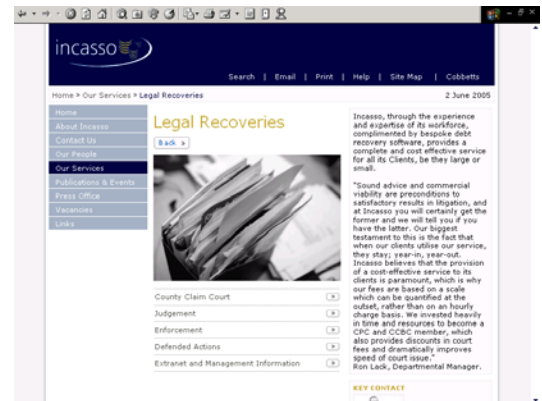 incasso
Search | Email | Print | Help | Site Map | Cobbetts
Home > Our Services > Legal Recoveries
2 June 2005
Home
About Incasso
Contact Us
Our People
Our Services
Publications & Events
Press Office
Vacancies
Links
Legal Recoveries
Back
County Claim Court
Judgement
Enforcement
Defended Actions
Extranet and Management Information
Incasso, through the experience
and expertise of its workforce,
complimented by bespoke debt
recovery software, provides a
complete and cost effective service
for all its Clients, be they large or
small.
"Sound advice and commercial
viability are preconditions to
satisfactory results in litigation, and
at Incasso you will certainly get the
former and we will tell you if you
have the latter. Our biggest
testament to this is the fact that
when our clients utilise our service,
they stay; year-in, year-out.
Incasso believes that the provision
of a cost-effective service to its
clients is paramount, which is why
our fees are based on a scale
which can be quantified at the
outset, rather than on an hourly
charge basis. We invested heavily
in time and resources to become a
CPC and CCBC member, which
also provides discounts in court
fees and dramatically improves
speed of court issue."
Ron Lack, Departmental Manager.
KEY CONTACT